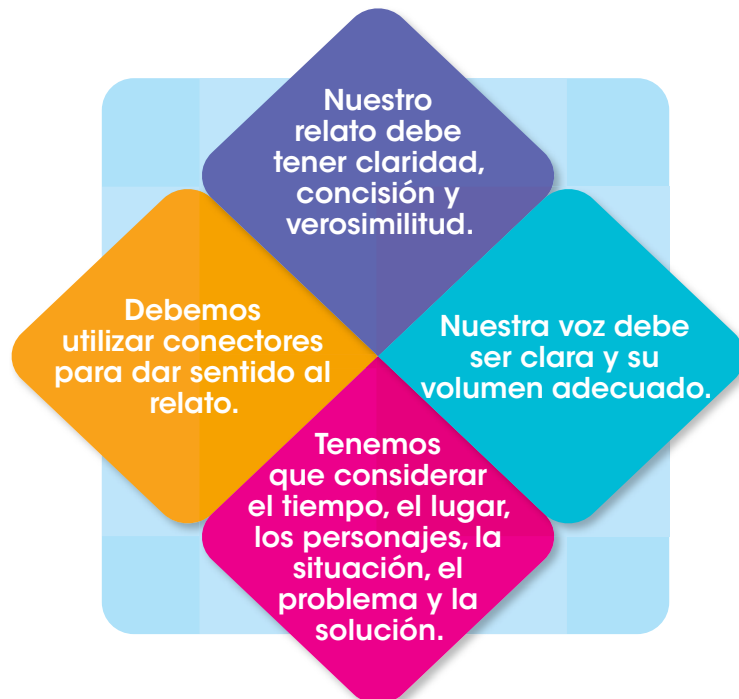 Nuestro
relato debe
tener claridad,
concisión y
verosimilitud.
Debemos
utilizar conectores
para dar sentido al
relato.
Nuestra voz debe
ser clara y su
volumen adecuado.
Tenemos
que considerar
el tiempo, el lugar,
los personajes, la
situación, el
problema y la
solución.